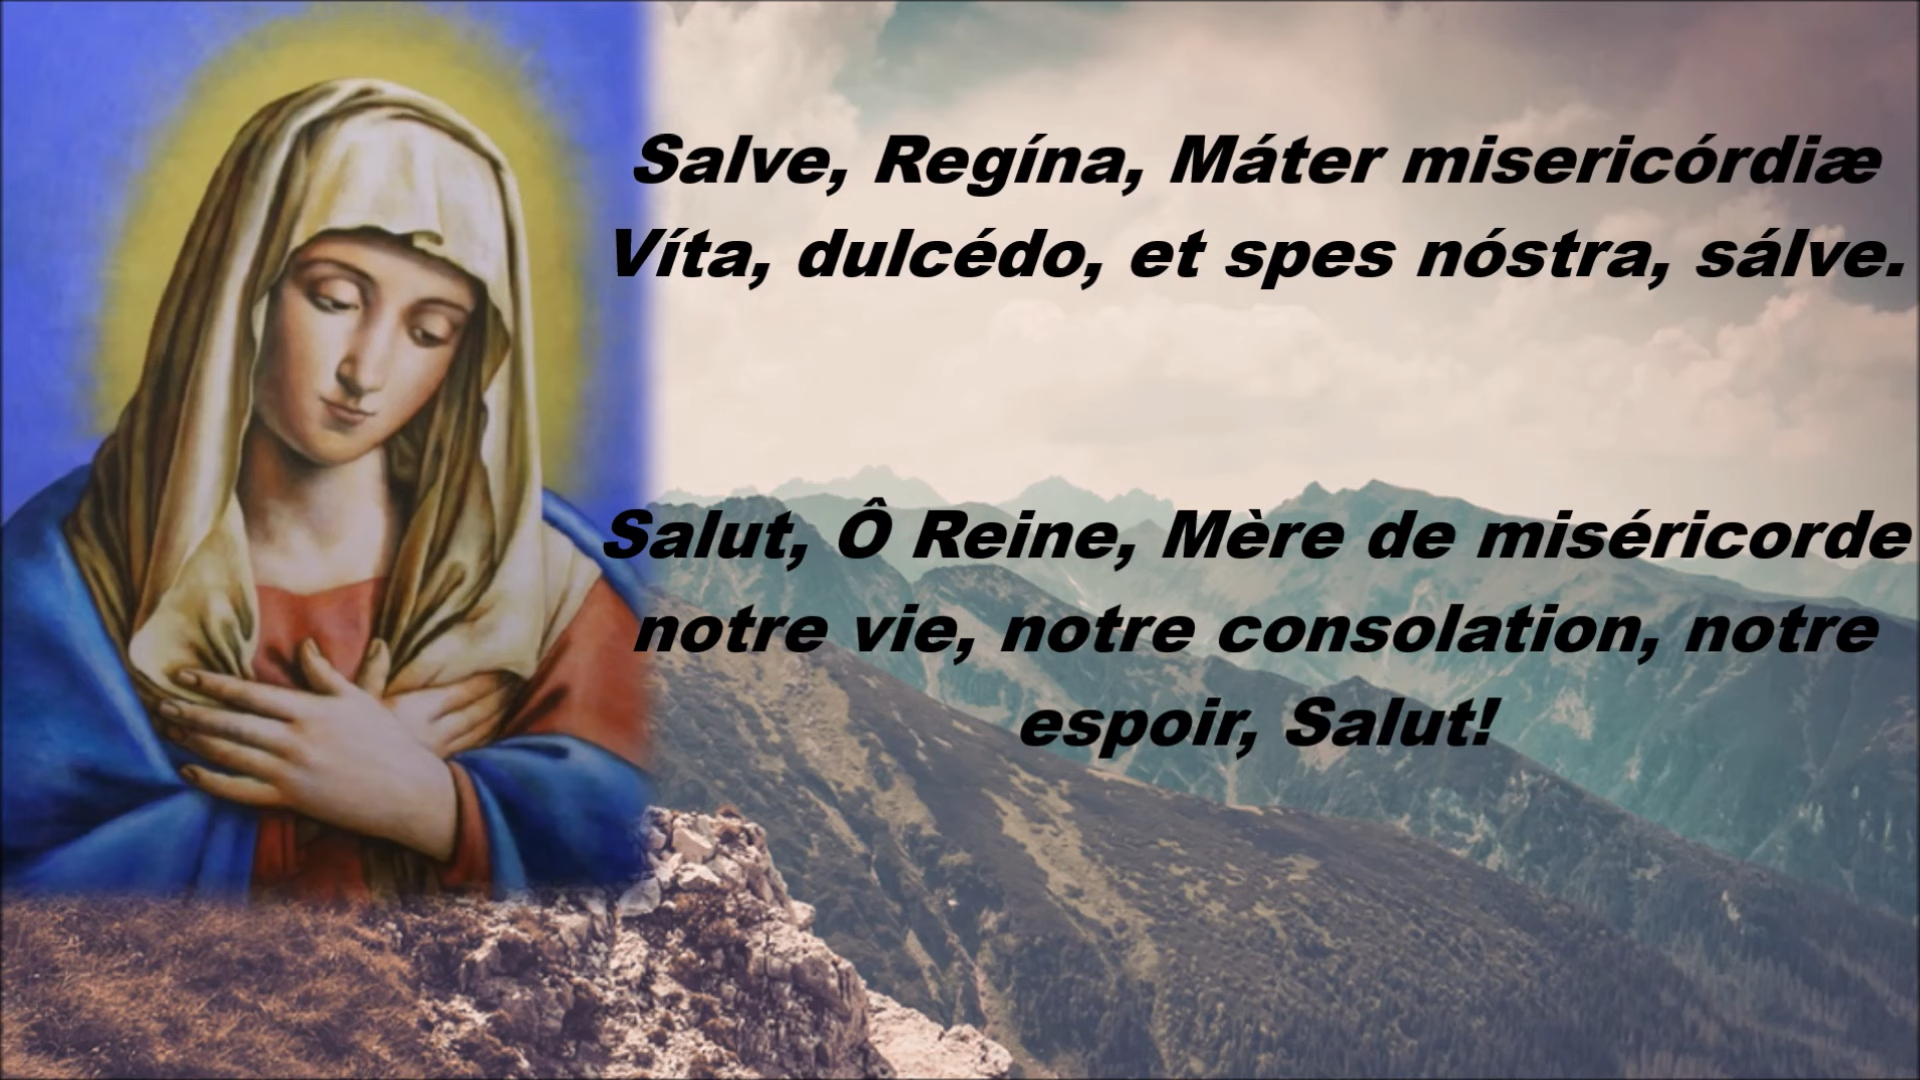 Salve, Regína, Máter misericórdiæ
Víta, dulcédo, et spes nóstra, sálve.
Salut, Ô Reine, Mère de miséricorde
notre vie, notre consolation, notre
espoir, Salut!